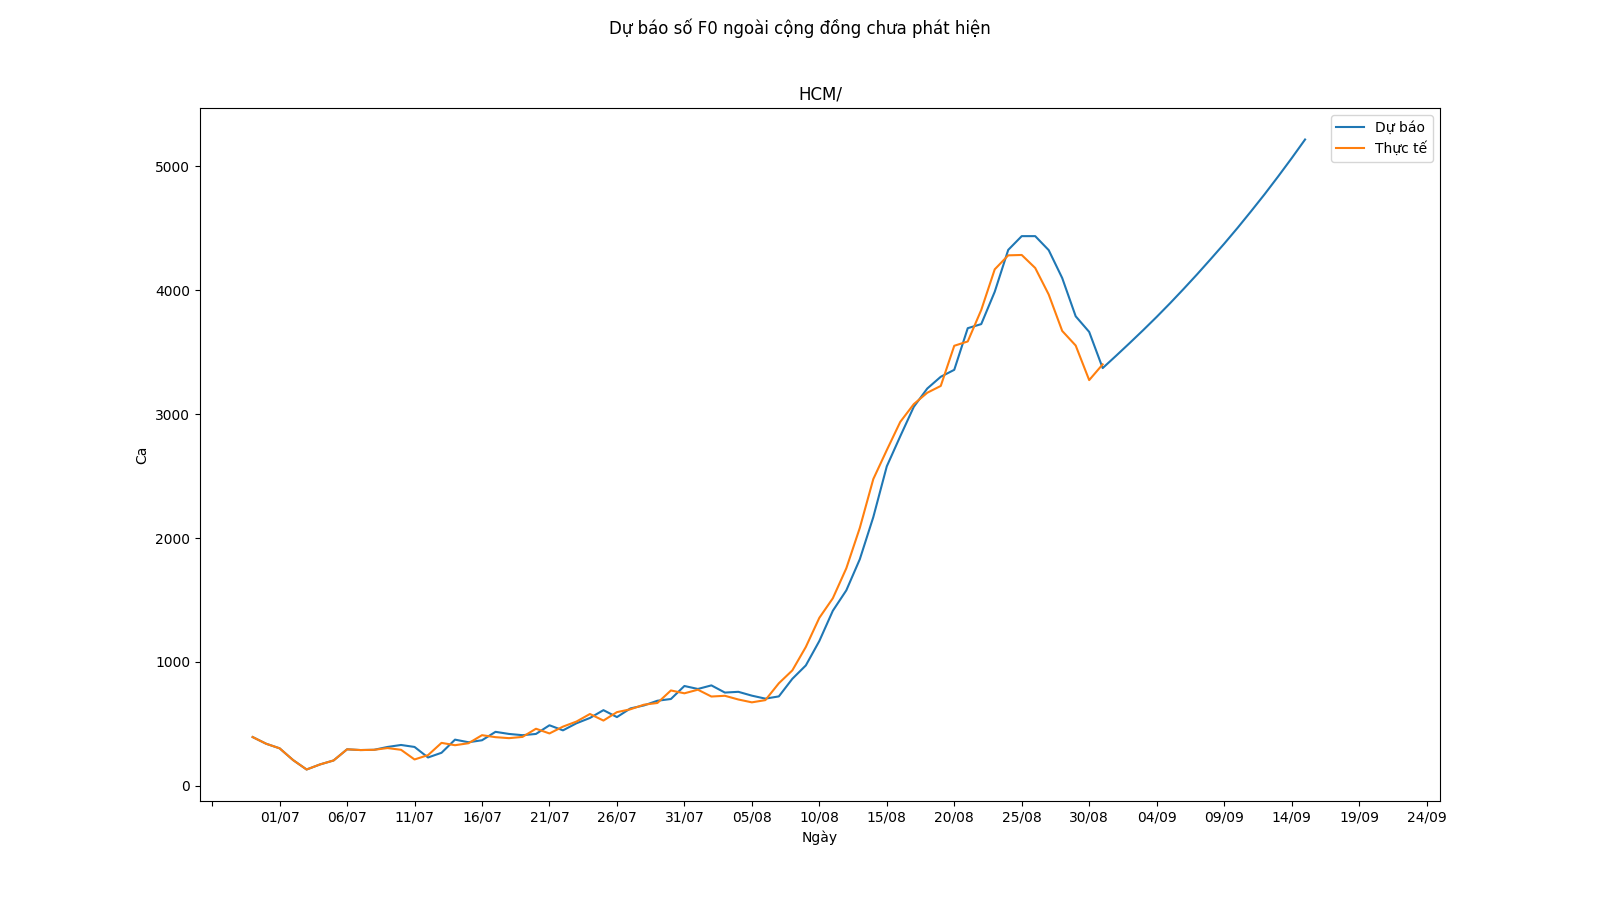 Dự báo số F0 ngoài cộng đồng chưa phát hiện
HCM/
Dự báo
Thực tế
5000
4000
3000
2000
1000
0
Ca
01/07 06/07 11/07 16/07 21/07 26/07 31/07 05/08 10/08 15/08 20/08 25/08 30/08 04/09 09/09 14/09 19/09 24/09
Ngày